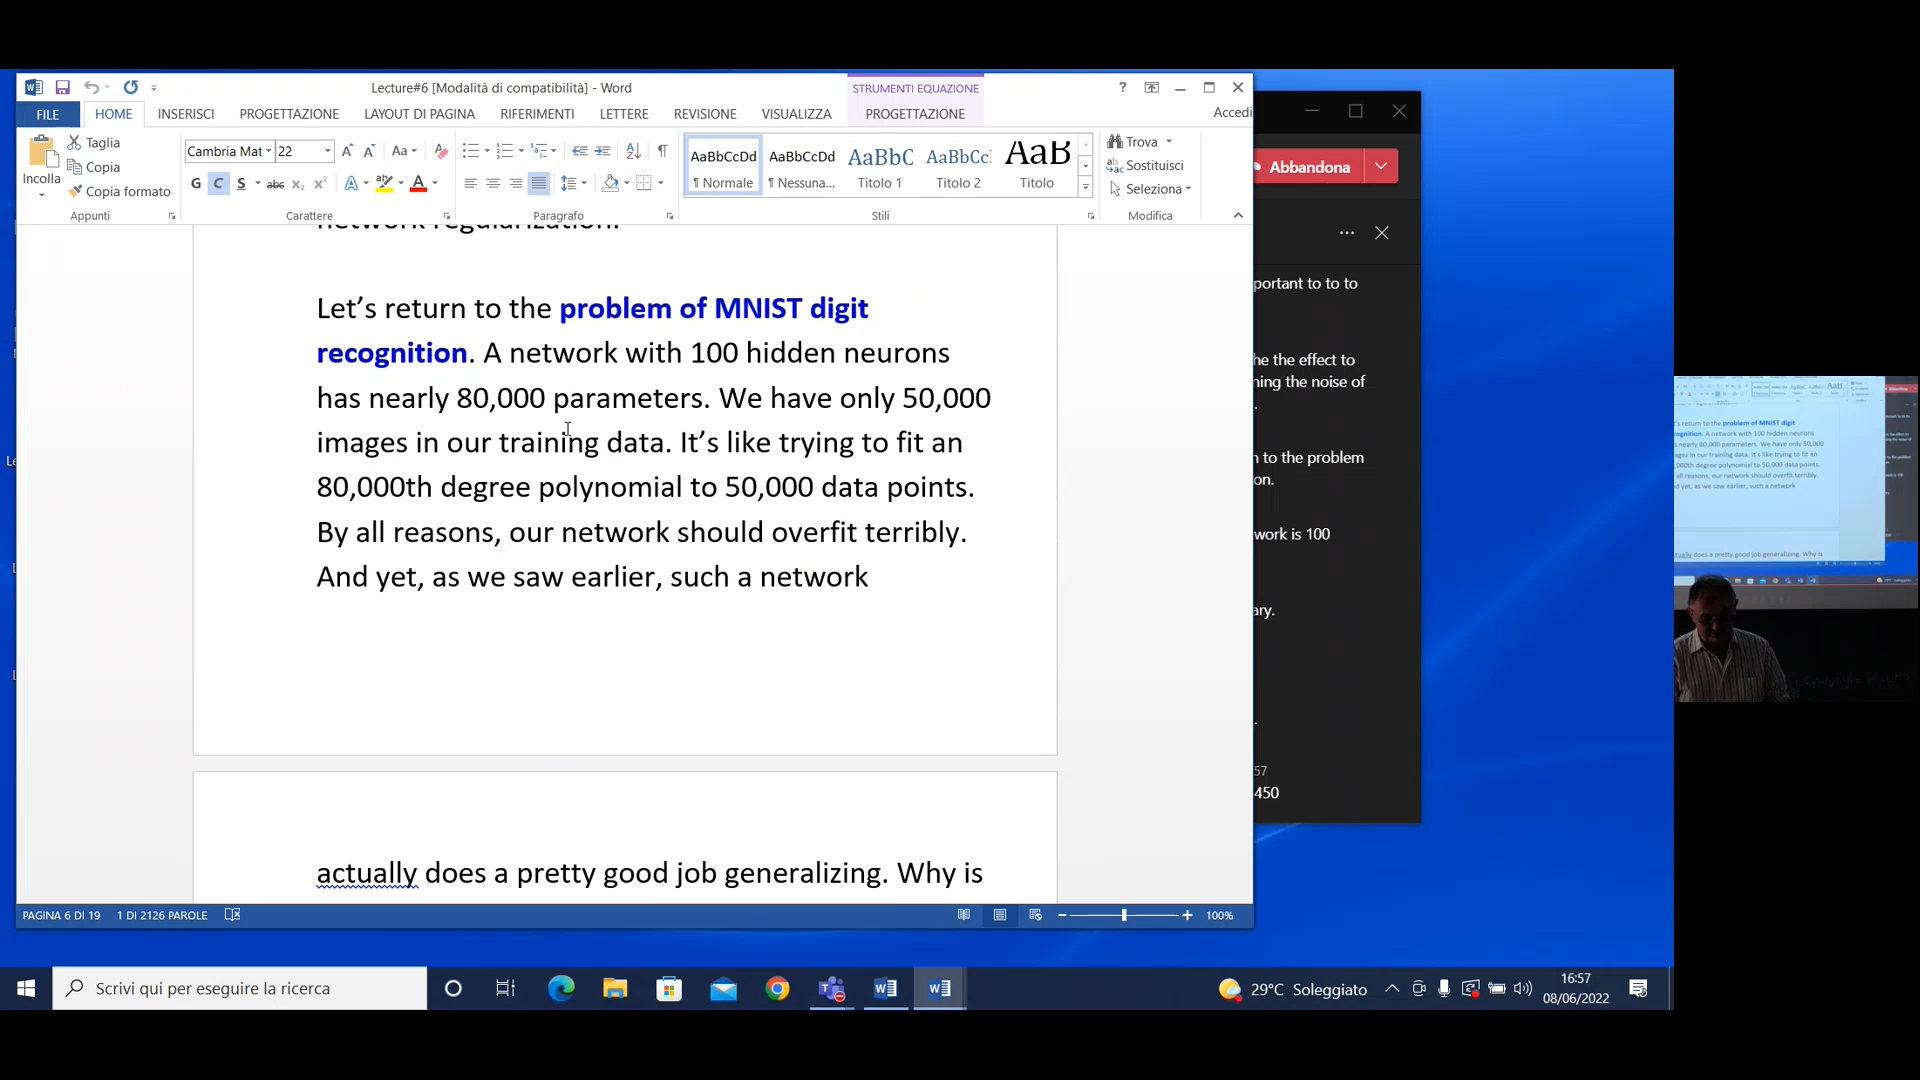 Lecture#6 [Modalità di compatibilità] - Word
STRUMENTI EQUAZIONE
FILE HOME INSERISCI PROGETTAZIONE LAYOUT DI PAGINA RIFERIMENTI LETTERE REVISIONE VISUALIZZA PROGETTAZIONE Accedi
Incolla
Taglia
Copia
Copia formato
Appunti
Cambria Mat 22
G C S abc x₂ x²
Carattere
Paragrafo
AaBbCcDd AaBbCcDd AaBbC AaBbCc AaB
¶ Normale ¶ Nessuna... Titolo 1 Titolo 2 Titolo
Stili
Trova
Sostituisci
Seleziona
Modifica
network regularization.
Let's return to the problem of MNIST digit
recognition. A network with 100 hidden neurons
has nearly 80,000 parameters. We have only 50,000
images in our training data. It's like trying to fit an
80,000th degree polynomial to 50,000 data points.
By all reasons, our network should overfit terribly.
And yet, as we saw earlier, such a network
actually does a pretty good job generalizing. Why is
PAGINA 6 DI 19 1 DI 2126 PAROLE 100%
Abbandona
portant to to to
he the effect to
ning the noise of
n to the problem
on.
work is 100
ary.
57
450
Scrivi qui per eseguire la ricerca
29°C Soleggiato
16:57
08/06/2022